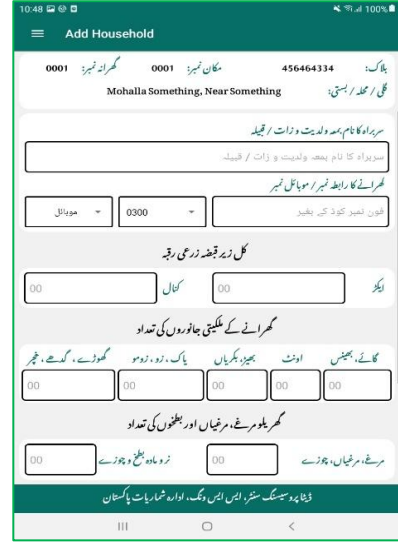 10:48 100%
Add Household
بلاک: 456464334 مکان نمبر: 0001 گھرانہ نمبر: 0001
گلی / محلہ / بستی: Mohalla Something, Near Something
سربراہ کا نام بمعہ ولدیت و زات / قبیلہ
سربراہ کا نام بمعہ ولدیت و زات / قبیلہ
گھرانے کا رابطہ نمبر / موبائل نمبر
فون نمبر کوڈ کے بغیر 0300 موبائل
کل زیر قبضہ زرعی رقبہ
ایکڑ 00 کنال 00
گھرانے کے ملکیتی جانوروں کی تعداد
گائے، بھینس اونٹ بھیڑ، بکریاں یاک، زو، زومو گھوڑے، گدھے، خچر
00 00 00 00 00
گھریلو مرغے، مرغیاں اور بطخوں کی تعداد
مرغے، مرغیاں، چوزے 00 نر و مادہ بطخ و چوزے 00
ڈیٹا پروسیسنگ سنٹر، ایس ایس ونگ، ادارہ شماریات پاکستان